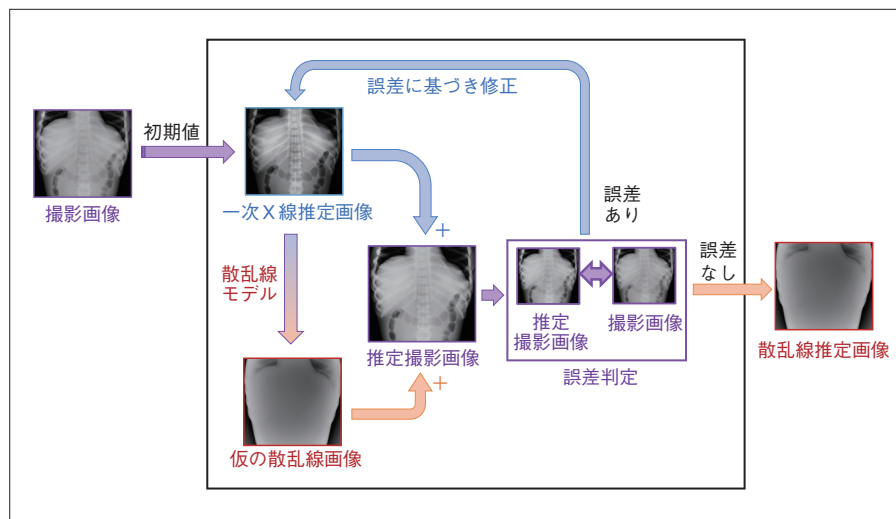 誤差に基づき修正
初期値
撮影画像
一次X線推定画像
誤差
あり
+
誤差
なし
散乱線
モデル
推定
撮影画像
撮影画像
推定撮影画像
誤差判定
散乱線推定画像
+
仮の散乱線画像